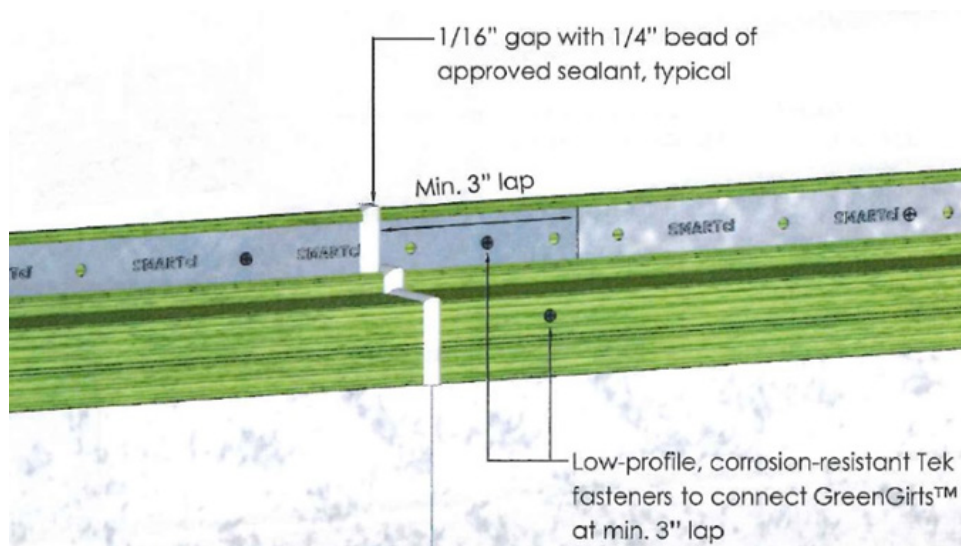 1/16” gap with 1/4” bead of
approved sealant, typical
Min. 3” lap
SMARTci
SMARTci
SMARTci
SMARTci
SMARTci
Low-profile, corrosion-resistant Tek
fasteners to connect GreenGirts™
at min. 3” lap